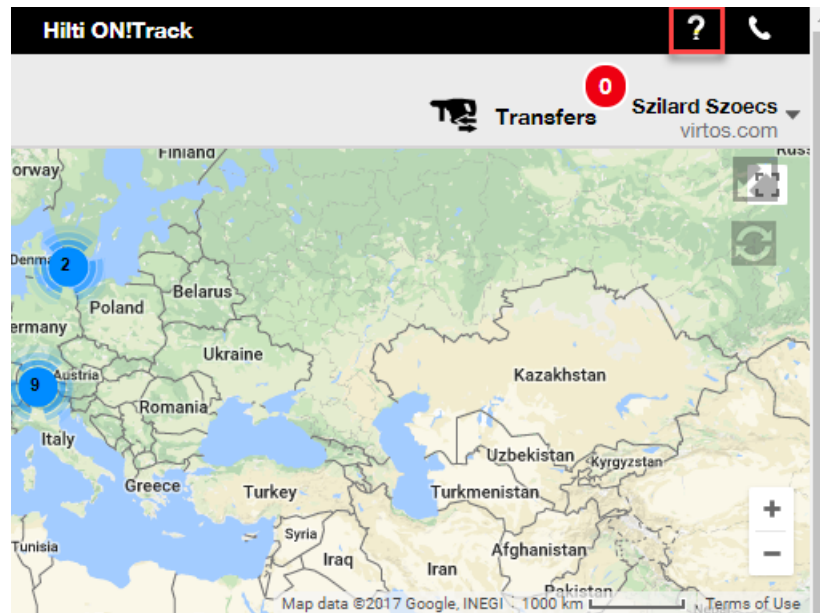 Hilti ON!Track
?
0
Transfers
Szilard Szoecs
virtos.com
Finland
orway
Russ
Denm
2
Belarus
Poland
ermany
Ukraine
Austria
9
Kazakhstan
Romania
Italy
Uzbekistan
Kyrgyzstan
Greece
Turkey
Turkmenistan
+
Syria
Tunisia
Afghanistan
−
Iraq
Iran
Pakistan
Map data ©2017 Google, INEGI 1000 km Terms of Use